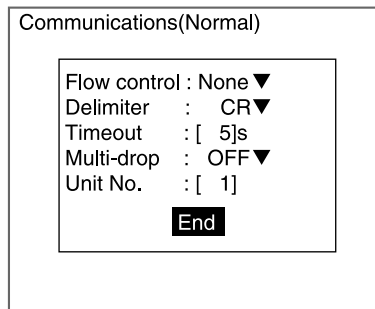 Communications(Normal)
Flow control : None▼
Delimiter : CR▼
Timeout : [ 5]s
Multi-drop : OFF▼
Unit No. : [ 1]
End